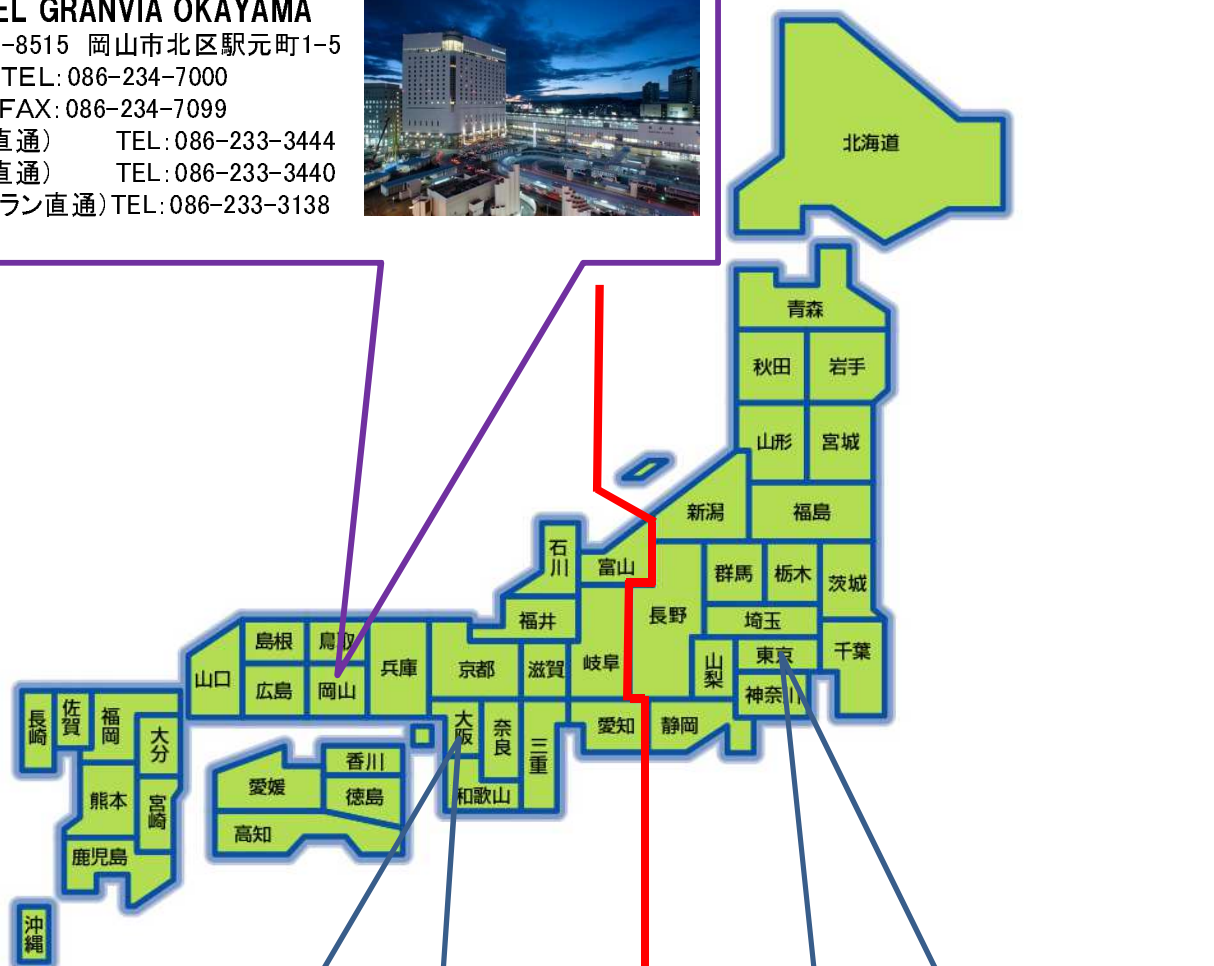 EL GRANVIA OKAYAMA
-8515 岡山市北区駅元町1-5
TEL:086-234-7000
FAX:086-234-7099
直通) TEL:086-233-3444
直通) TEL:086-233-3440
ラン直通)TEL:086-233-3138
北海道
青森
秋田 岩手
山形 宮城
新潟 福島
石川
富山
群馬 栃木 茨城
長野
福井
埼玉
島根 鳥取
兵庫
京都 滋賀 岐阜
山梨
東京
千葉
山口
広島 岡山
神奈川
長崎
佐賀
福岡
大分
大阪
奈良
三重
愛知 静岡
香川
愛媛
徳島
和歌山
熊本
宮崎
高知
鹿児島
沖縄